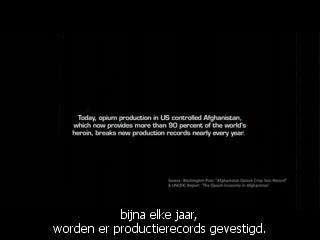 Today, opium production in US controlled Afghanistan,
which now provides more than 90 percent of the world's
heroin, breaks new production records nearly every year.
Source: Washington Post: "Afghanistan Opium Crop Sets Record"
& UNODC Report: "The Opium Economy in Afghanistan"
bijna elke jaar,
worden er productierecords gevestigd.